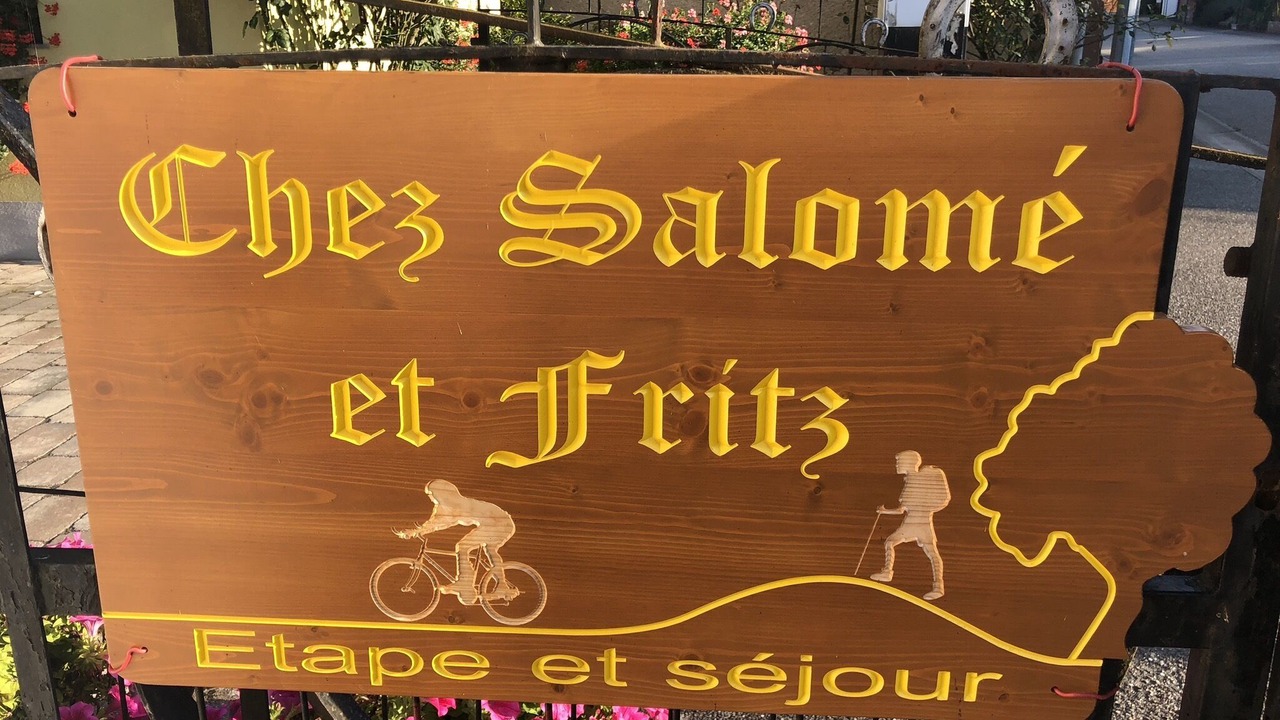 Chez Salomé
et Fritz
Etape et séjour